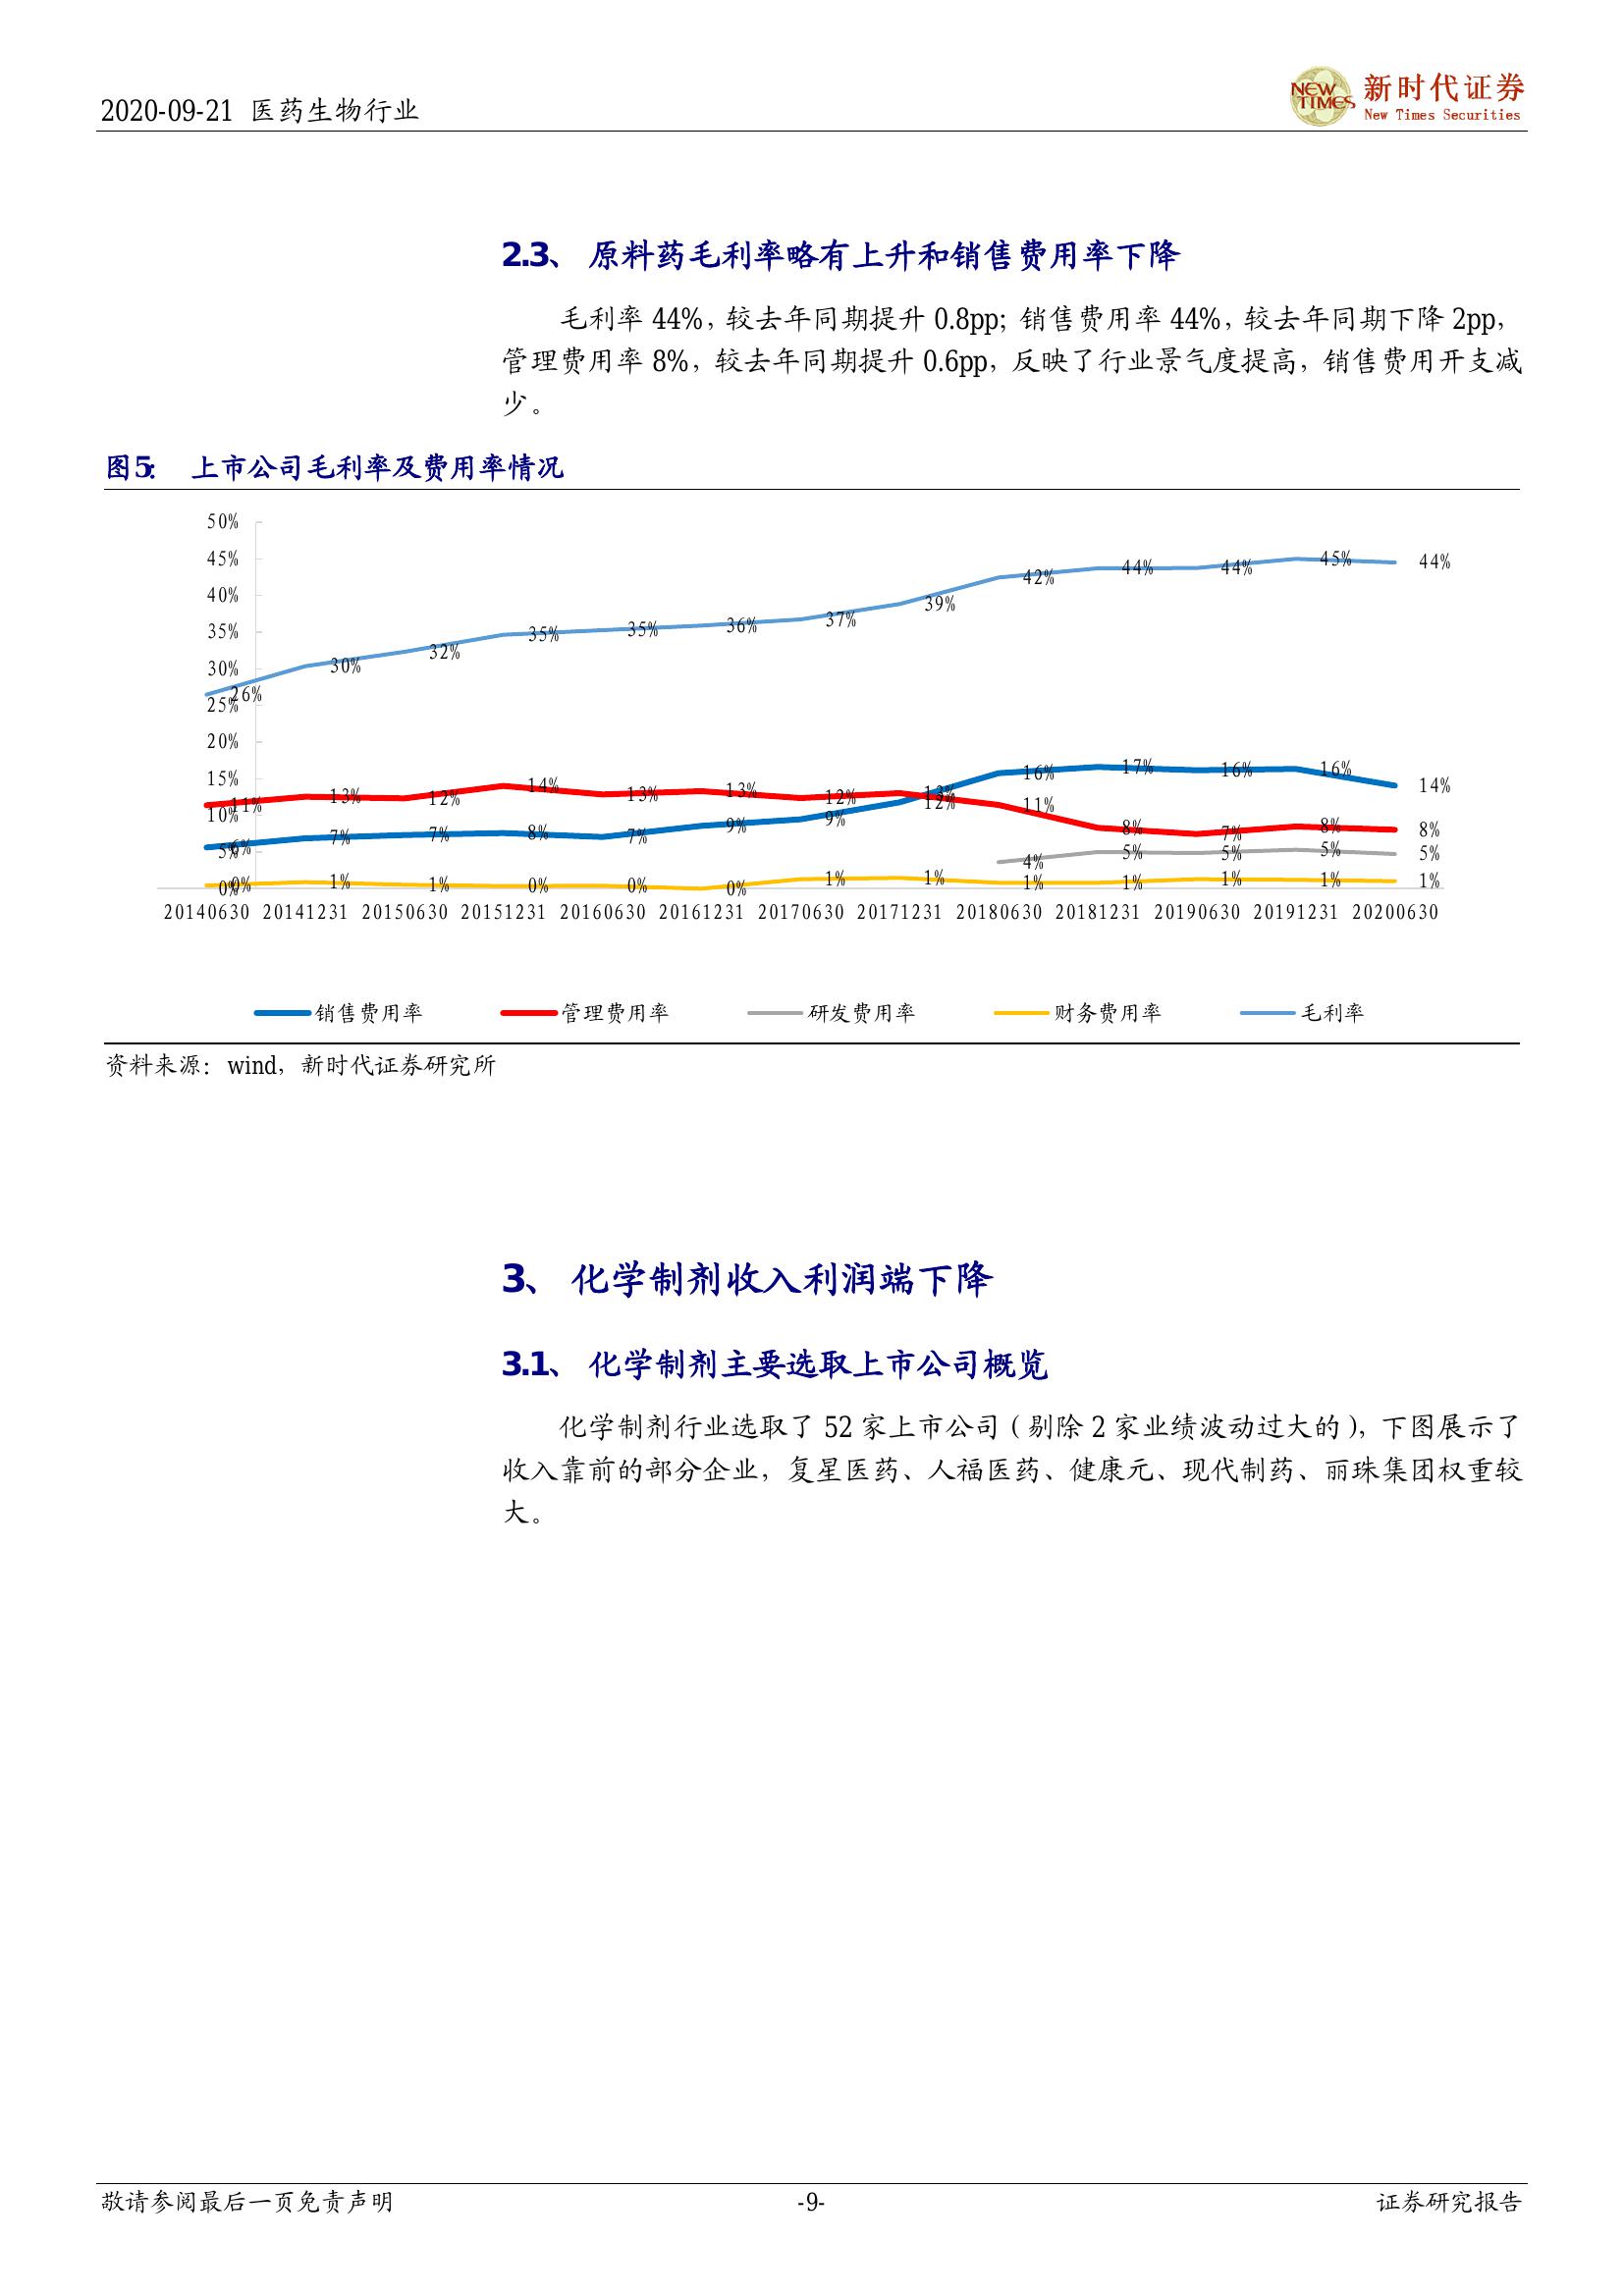 2020-09-21 医药生物行业
NEW TIMES
新时代证券
New Times Securities
2.3、 原料药毛利率略有上升和销售费用率下降
毛利率 44%，较去年同期提升 0.8pp；销售费用率 44%，较去年同期下降 2pp，
管理费用率 8%，较去年同期提升 0.6pp，反映了行业景气度提高，销售费用开支减
少。
图5： 上市公司毛利率及费用率情况
50%
45%
40%
35%
30%
25%
20%
15%
10%
5%
0%
26% 30% 32% 35% 35% 36% 37% 39% 42% 44% 44% 45% 44%
6% 7% 7% 8% 7% 9% 9% 12% 16% 17% 16% 16% 14%
11% 13% 12% 14% 13% 13% 12% 13% 11% 8% 7% 8% 8%
4% 5% 5% 5% 5%
0% 1% 1% 0% 0% 0% 1% 1% 1% 1% 1% 1% 1%
20140630 20141231 20150630 20151231 20160630 20161231 20170630 20171231 20180630 20181231 20190630 20191231 20200630
销售费用率 管理费用率 研发费用率 财务费用率 毛利率
资料来源：wind，新时代证券研究所
3、 化学制剂收入利润端下降
3.1、 化学制剂主要选取上市公司概览
化学制剂行业选取了 52 家上市公司（剔除 2 家业绩波动过大的），下图展示了
收入靠前的部分企业，复星医药、人福医药、健康元、现代制药、丽珠集团权重较
大。
敬请参阅最后一页免责声明 -9- 证券研究报告